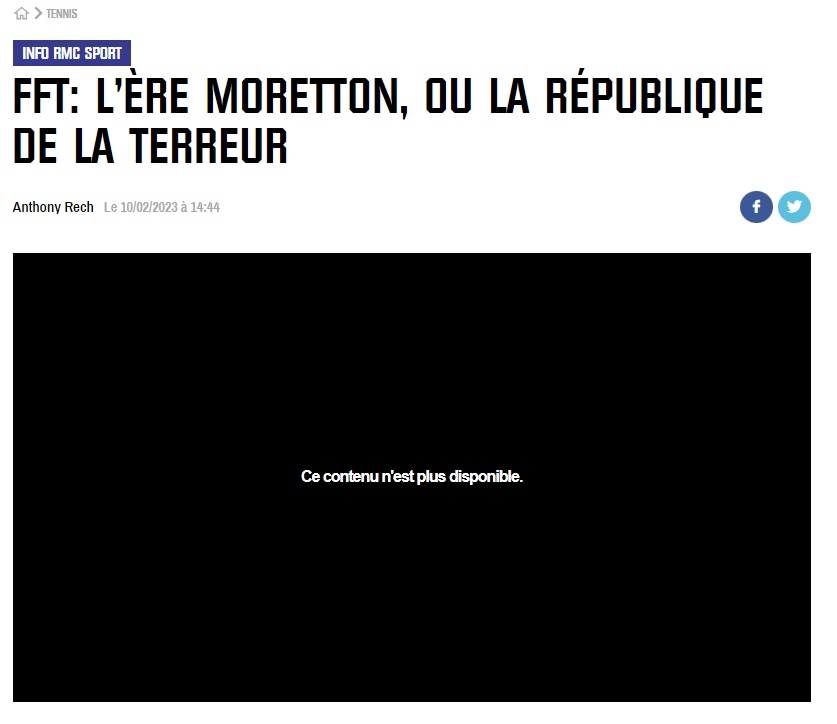 TENNIS
INFO RMC SPORT
FFT: L'ÈRE MORETTON, OU LA RÉPUBLIQUE
DE LA TERREUR
Anthony Rech Le 10/02/2023 à 14:44
Ce contenu n'est plus disponible.